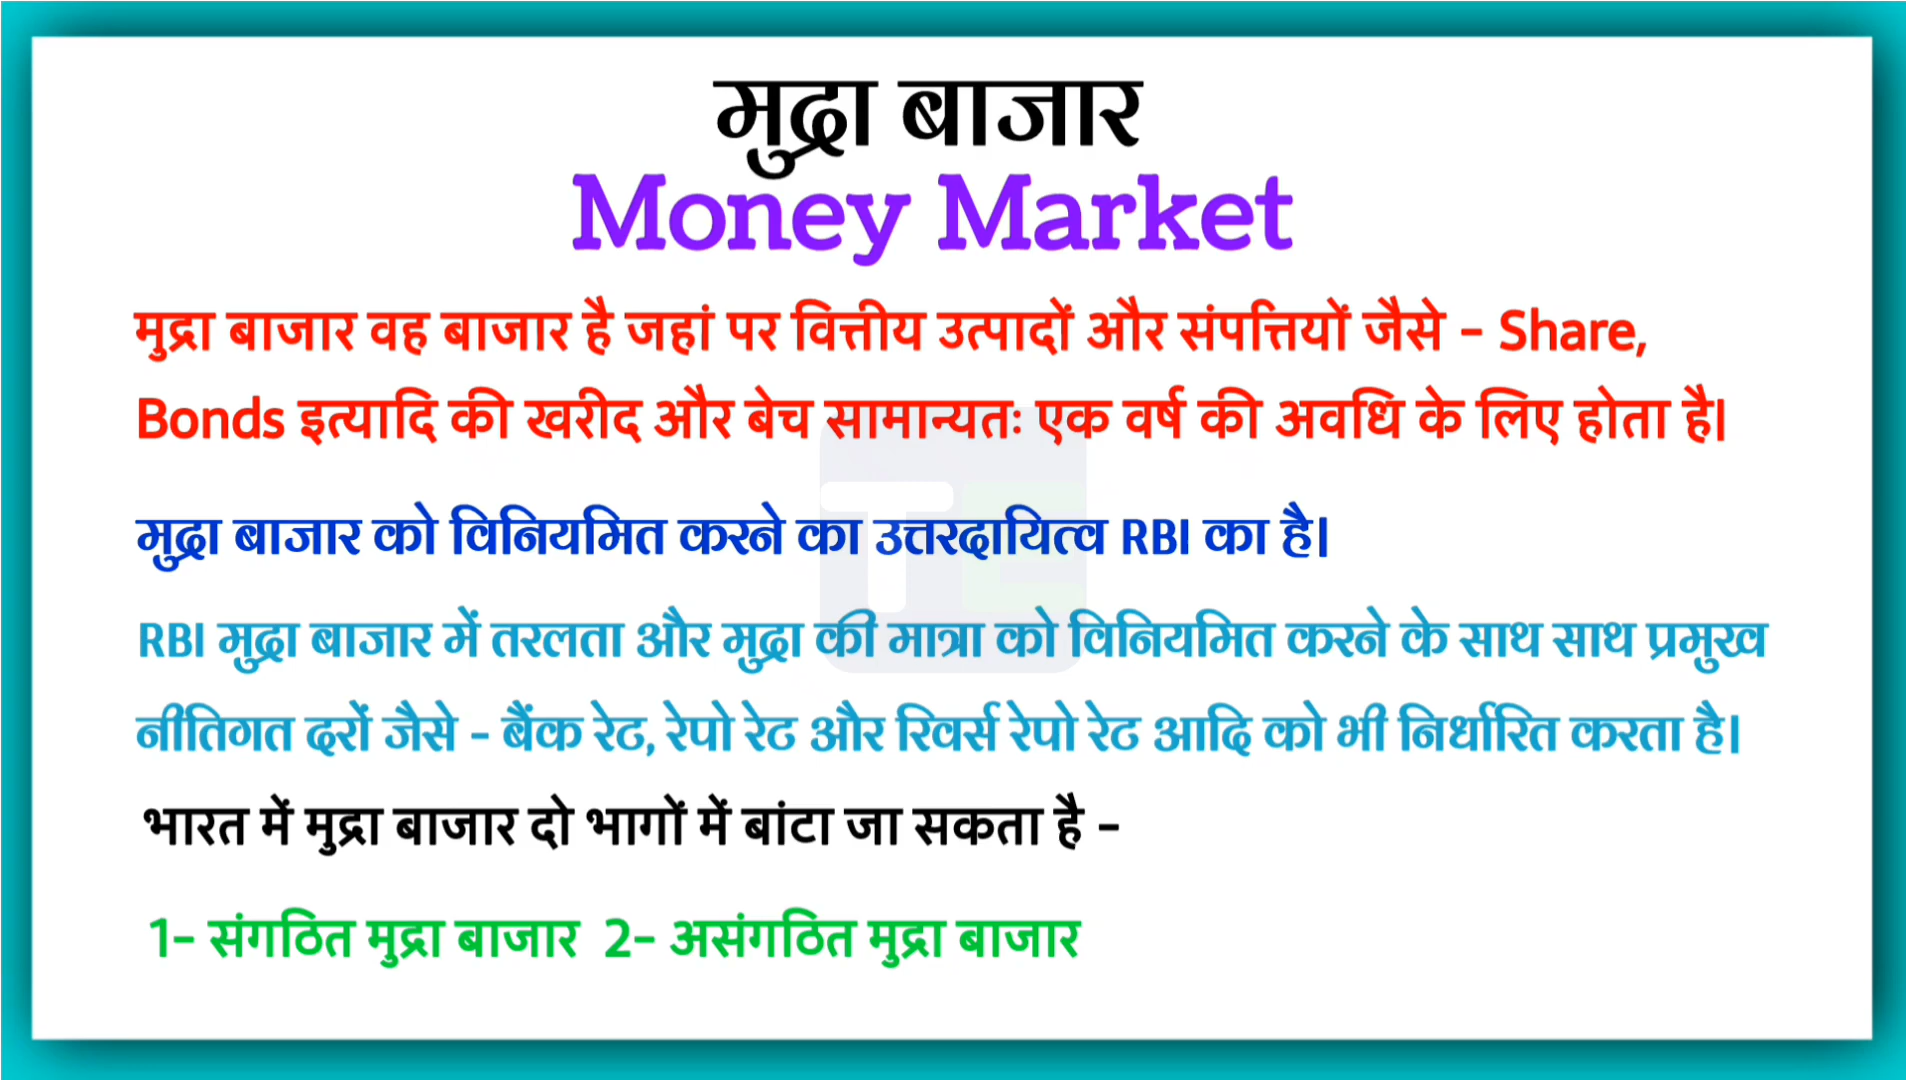 मुद्रा बाजार
Money Market
मुद्रा बाजार वह बाजार है जहां पर वित्तीय उत्पादों और संपत्तियों जैसे - Share,
Bonds इत्यादि की खरीद और बेच सामान्यतः एक वर्ष की अवधि के लिए होता है।
मुद्रा बाजार को विनियमित करने का उत्तरदायित्व RBI का है।
RBI मुद्रा बाजार में तरलता और मुद्रा की मात्रा को विनियमित करने के साथ साथ प्रमुख
नीतिगत दरों जैसे - बैंक रेट, रेपो रेट और रिवर्स रेपो रेट आदि को भी निर्धारित करता है।
भारत में मुद्रा बाजार दो भागों में बांटा जा सकता है -
1- संगठित मुद्रा बाजार 2- असंगठित मुद्रा बाजार